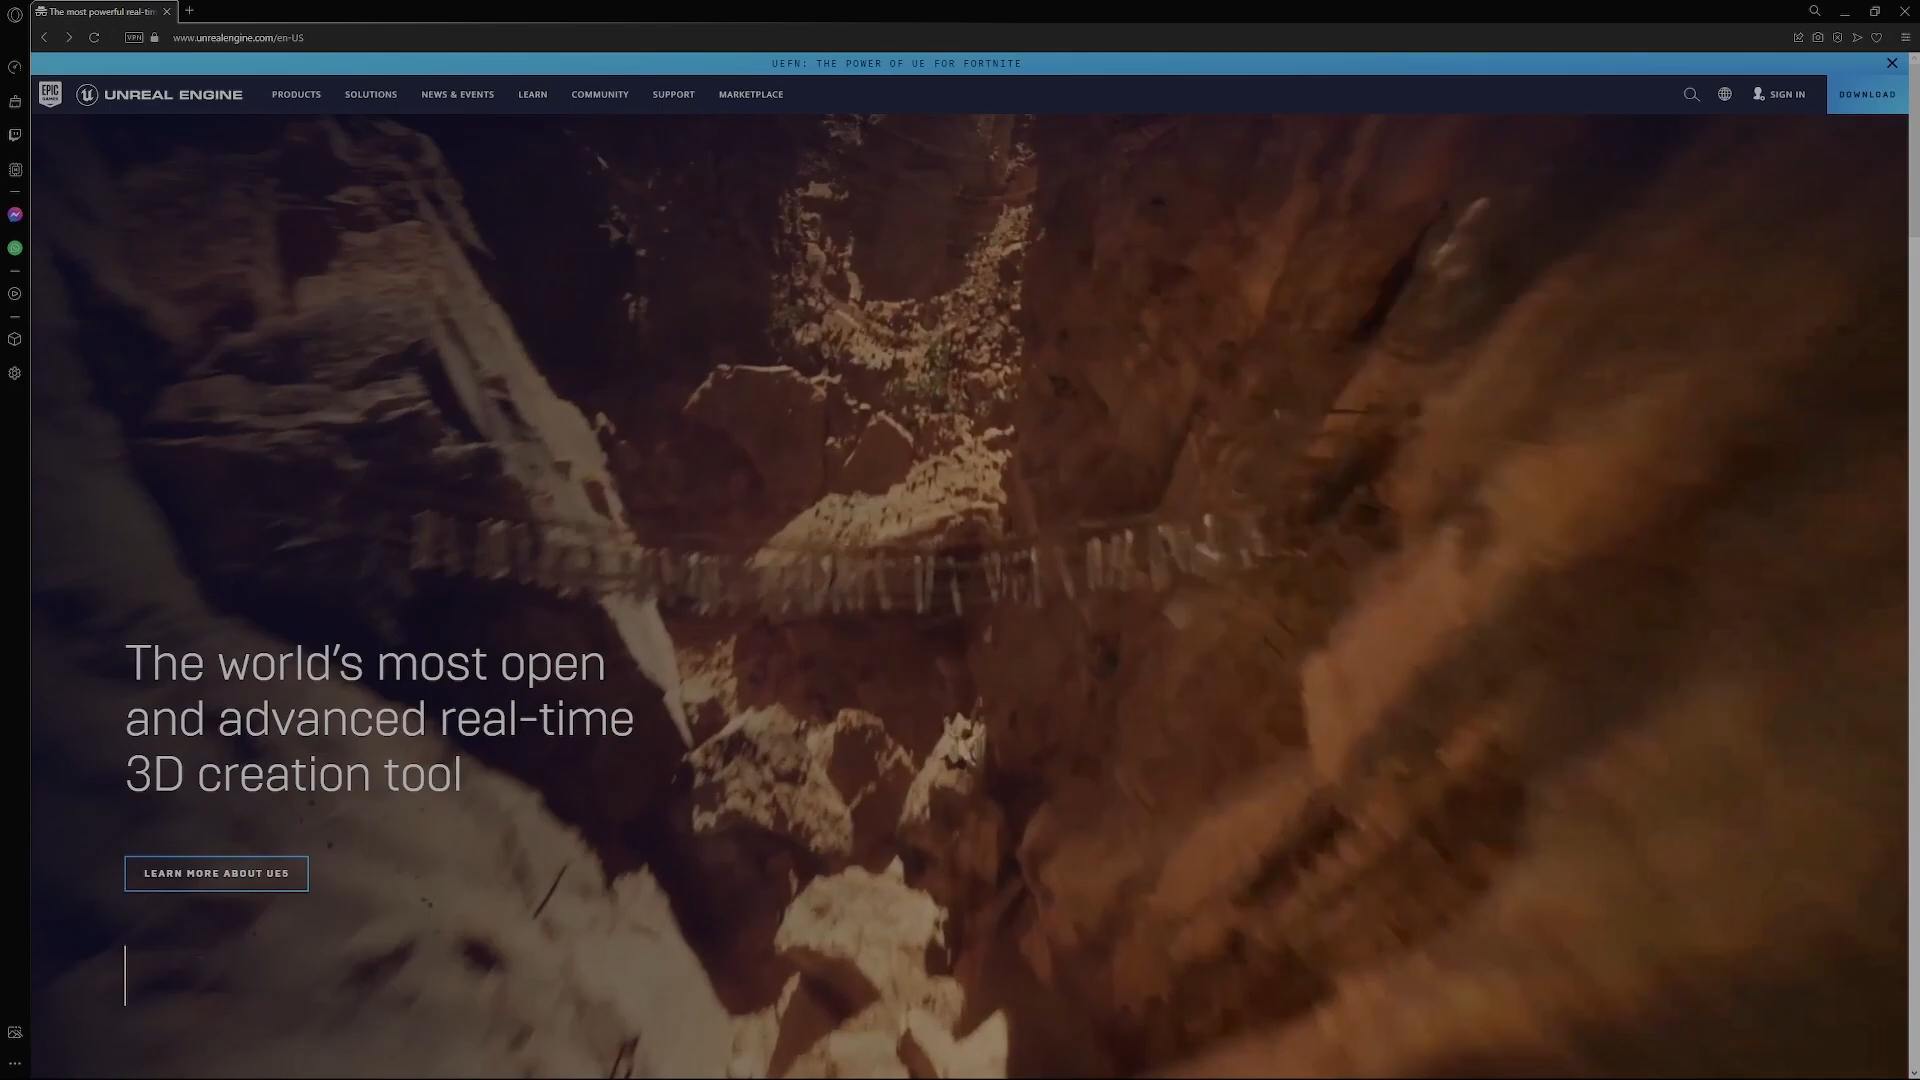 The most powerful real-tim
VPN
www.unrealengine.com/en-US
UEFN: THE POWER OF UE FOR FORTNITE
EPIC GAMES
UNREAL ENGINE
PRODUCTS
SOLUTIONS
NEWS & EVENTS
LEARN
COMMUNITY
SUPPORT
MARKETPLACE
SIGN IN
DOWNLOAD
The world's most open
and advanced real-time
3D creation tool
LEARN MORE ABOUT UE5